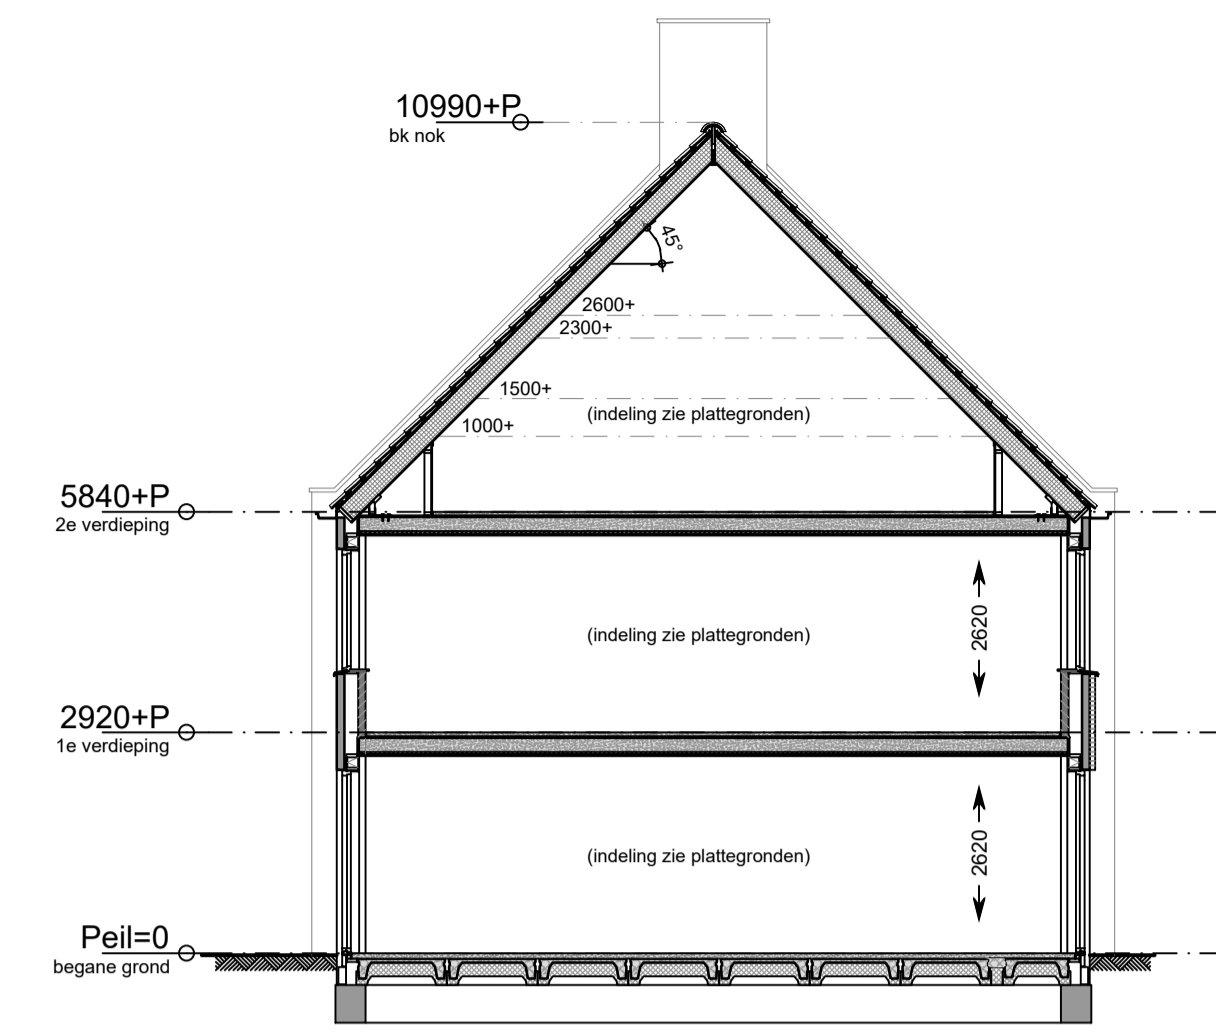 10990+P
bk nok
45°
2600+
2300+
1500+
(indeling zie plattegronden)
1000+
5840+P
2e verdieping
(indeling zie plattegronden)
2620
2920+P
1e verdieping
(indeling zie plattegronden)
2620
Peil=0
begane grond